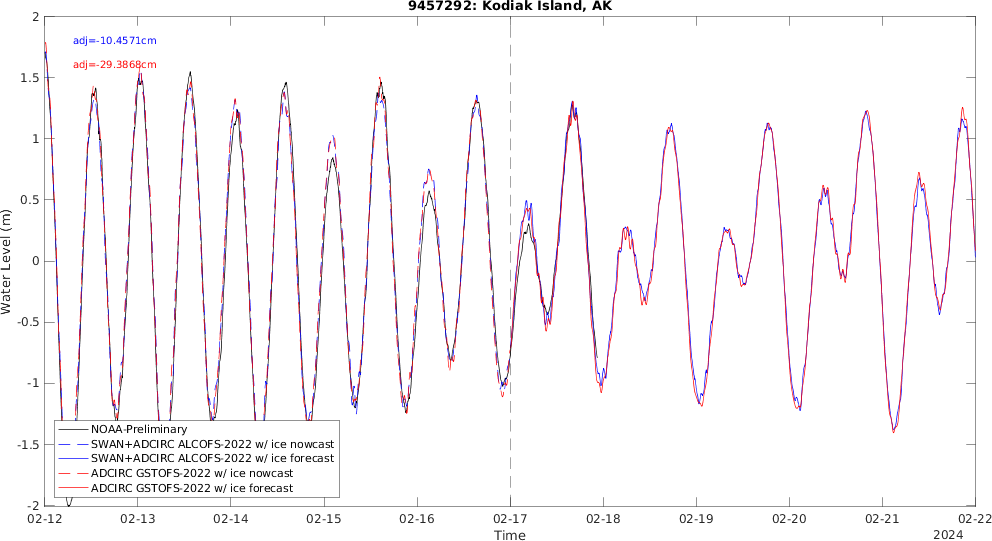 9457292: Kodiak Island, AK
2
1.5
1
0.5
0
-0.5
-1
-1.5
-2
Water Level (m)
adj=-10.4571cm
adj=-29.3868cm
NOAA-Preliminary
SWAN+ADCIRC ALCOFS-2022 w/ ice nowcast
SWAN+ADCIRC ALCOFS-2022 w/ ice forecast
ADCIRC GSTOFS-2022 w/ ice nowcast
ADCIRC GSTOFS-2022 w/ ice forecast
02-12 02-13 02-14 02-15 02-16 02-17 02-18 02-19 02-20 02-21 02-22
Time
2024